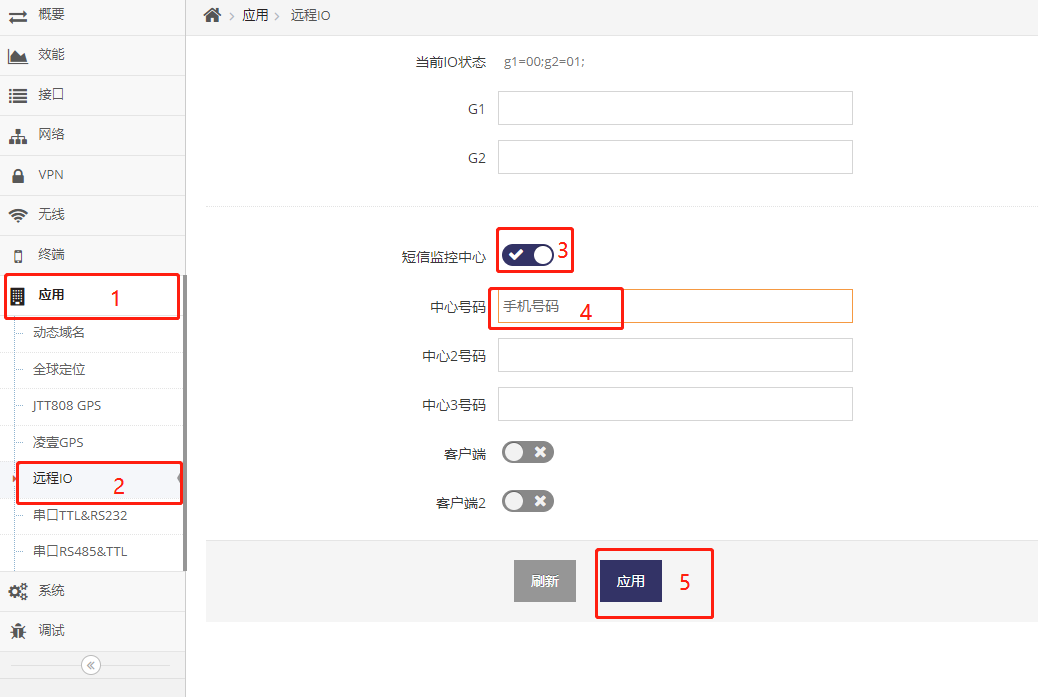 概要
效能
接口
网络
VPN
无线
终端
应用 1
动态域名
全球定位
JTT808 GPS
凌壹GPS
远程IO 2
串口TTL&RS232
串口RS485&TTL
系统
调试
应用 远程IO
当前IO状态 g1=00;g2=01;
G1
G2
短信监控中心 3
中心号码 手机号码 4
中心2号码
中心3号码
客户端
客户端2
刷新 应用 5